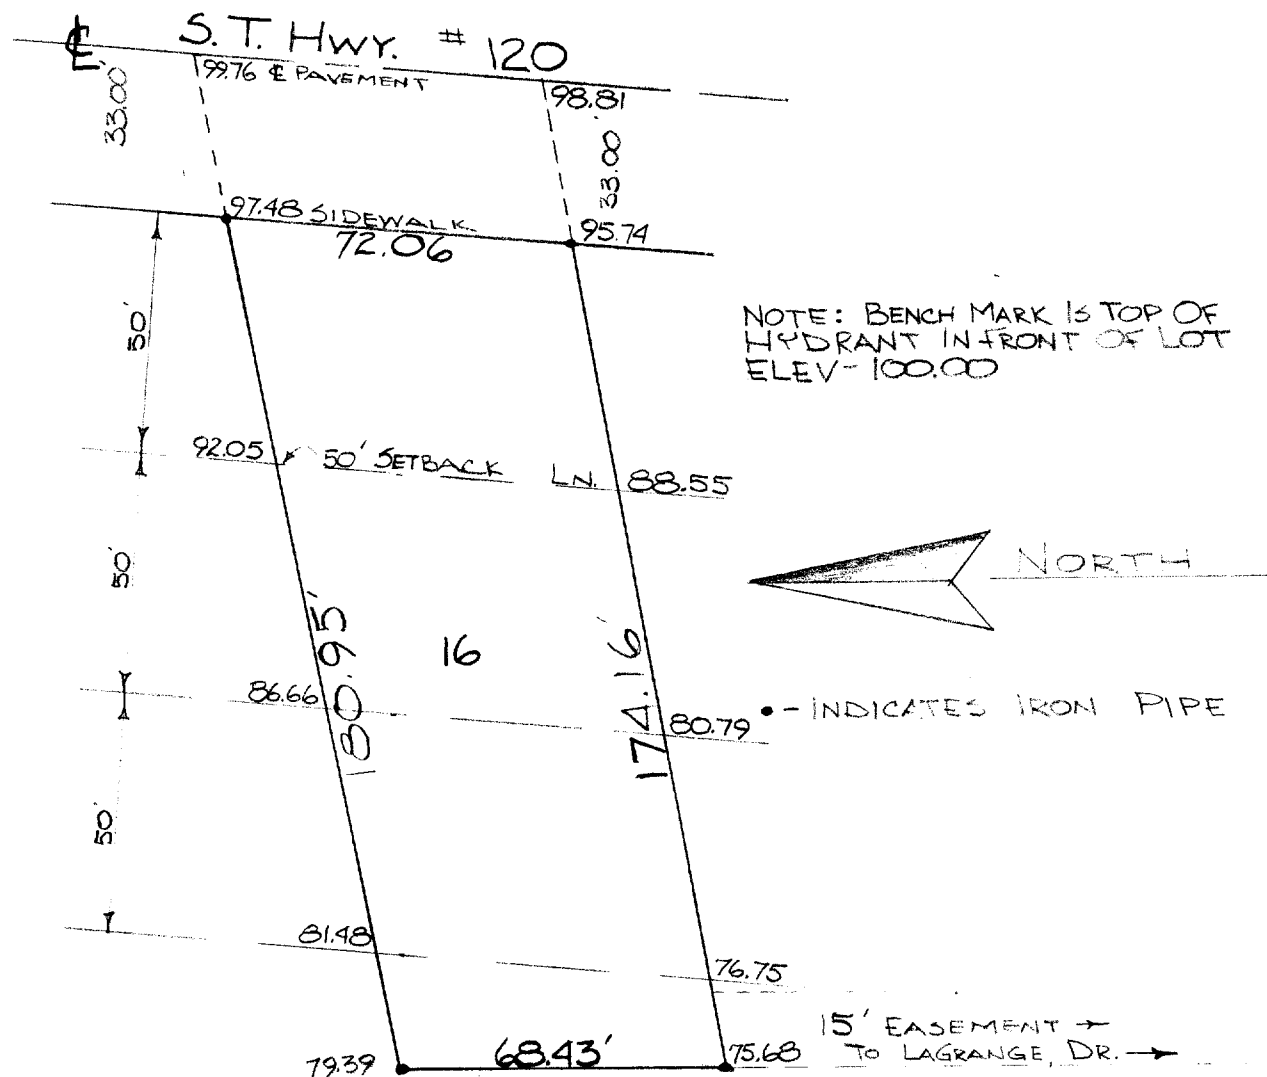 ℄ S.T. HWY. # 120
99.76 ℄ PAVEMENT
98.81
33.00'
33.00'
97.48 SIDEWALK
95.74
72.06
NOTE: BENCH MARK IS TOP OF
HYDRANT IN FRONT OF LOT
ELEV- 100.00
50'
92.05
50' SETBACK LN.
88.55
50'
NORTH
180.95'
16
174.16'
86.66
80.79
• - INDICATES IRON PIPE
50'
81.48
76.75
15' EASEMENT →
TO LAGRANGE, DR. →
79.39
68.43'
75.68